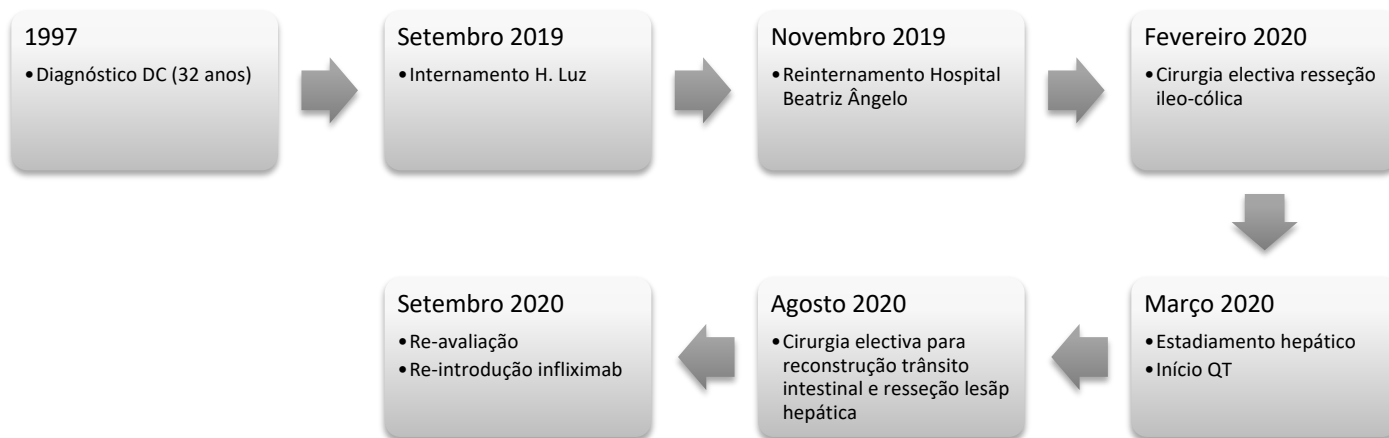 1997
•Diagnóstico DC (32 anos)
Setembro 2019
•Internamento H. Luz
Novembro 2019
•Reinternamento Hospital
Beatriz Ângelo
Fevereiro 2020
•Cirurgia electiva resseção
ileo-cólica
Março 2020
•Estadiamento hepático
•Início QT
Agosto 2020
•Cirurgia electiva para
reconstrução trânsito
intestinal e resseção lesãp
hepática
Setembro 2020
•Re-avaliação
•Re-introdução infliximab